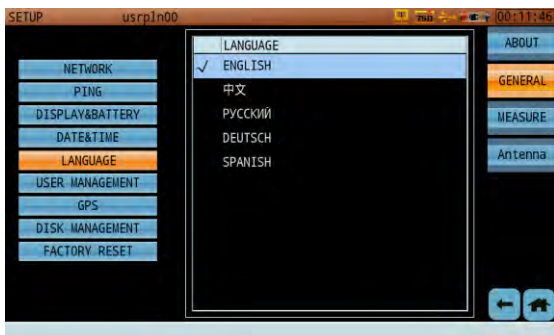 SETUP usrpIn00 00:11:46
NETWORK
PING
DISPLAY&BATTERY
DATE&TIME
LANGUAGE
USER MANAGEMENT
GPS
DISK MANAGEMENT
FACTORY RESET
LANGUAGE
✓ ENGLISH
中文
РУССКИЙ
DEUTSCH
SPANISH
ABOUT
GENERAL
MEASURE
Antenna